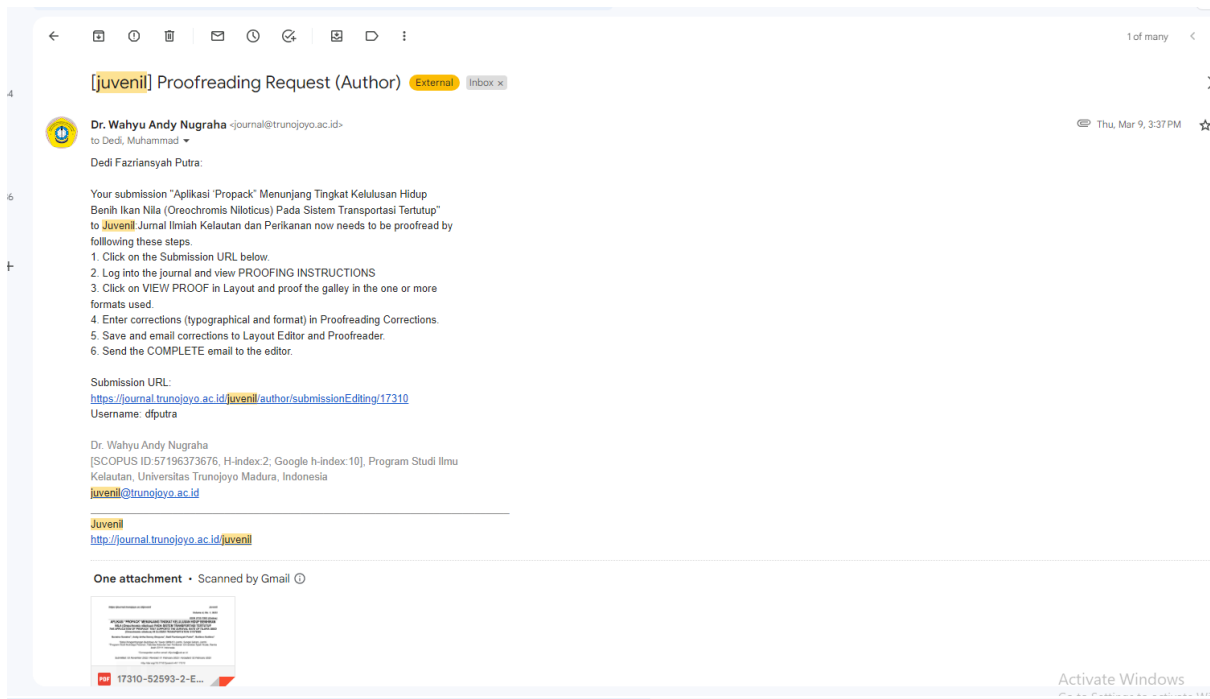 1 of many
[juvenil] Proofreading Request (Author) External Inbox ×
Dr. Wahyu Andy Nugraha <journal@trunojoyo.ac.id>
Thu, Mar 9, 3:37 PM
to Dedi, Muhammad
Dedi Fazriansyah Putra:
Your submission "Aplikasi 'Propack" Menunjang Tingkat Kelulusan Hidup
Benih Ikan Nila (Oreochromis Niloticus) Pada Sistem Transportasi Tertutup"
to Juvenil:Jurnal Ilmiah Kelautan dan Perikanan now needs to be proofread by
folllowing these steps.
1. Click on the Submission URL below.
2. Log into the journal and view PROOFING INSTRUCTIONS
3. Click on VIEW PROOF in Layout and proof the galley in the one or more
formats used.
4. Enter corrections (typographical and format) in Proofreading Corrections.
5. Save and email corrections to Layout Editor and Proofreader.
6. Send the COMPLETE email to the editor.
Submission URL:
https://journal.trunojoyo.ac.id/juvenil/author/submissionEditing/17310
Username: dfputra
Dr. Wahyu Andy Nugraha
[SCOPUS ID:57196373676, H-index:2; Google h-index:10], Program Studi Ilmu
Kelautan, Universitas Trunojoyo Madura, Indonesia
juvenil@trunojoyo.ac.id
Juvenil
http://journal.trunojoyo.ac.id/juvenil
One attachment • Scanned by Gmail
PDF 17310-52593-2-E...
Activate Windows